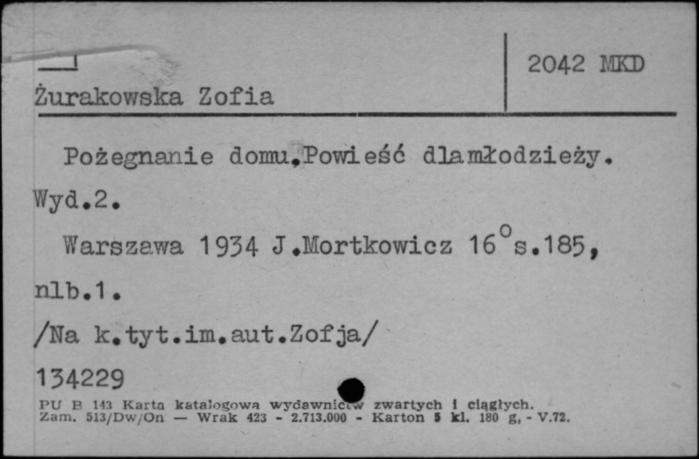 2042 MKD
Żurakowska Zofia
Pożegnanie domu.Powieść dlamłodzieży.
Wyd.2.
Warszawa 1934 J.Mortkowicz 16°s.185,
nlb.1.
/Na k.tyt.im.aut.Zofja/
134229
PU B 143 Karta katalogowa wydawnictw zwartych i ciągłych.
Zam. 513/Dw/On — Wrak 423 - 2.713.000 - Karton 5 kl. 180 g, - V.72.